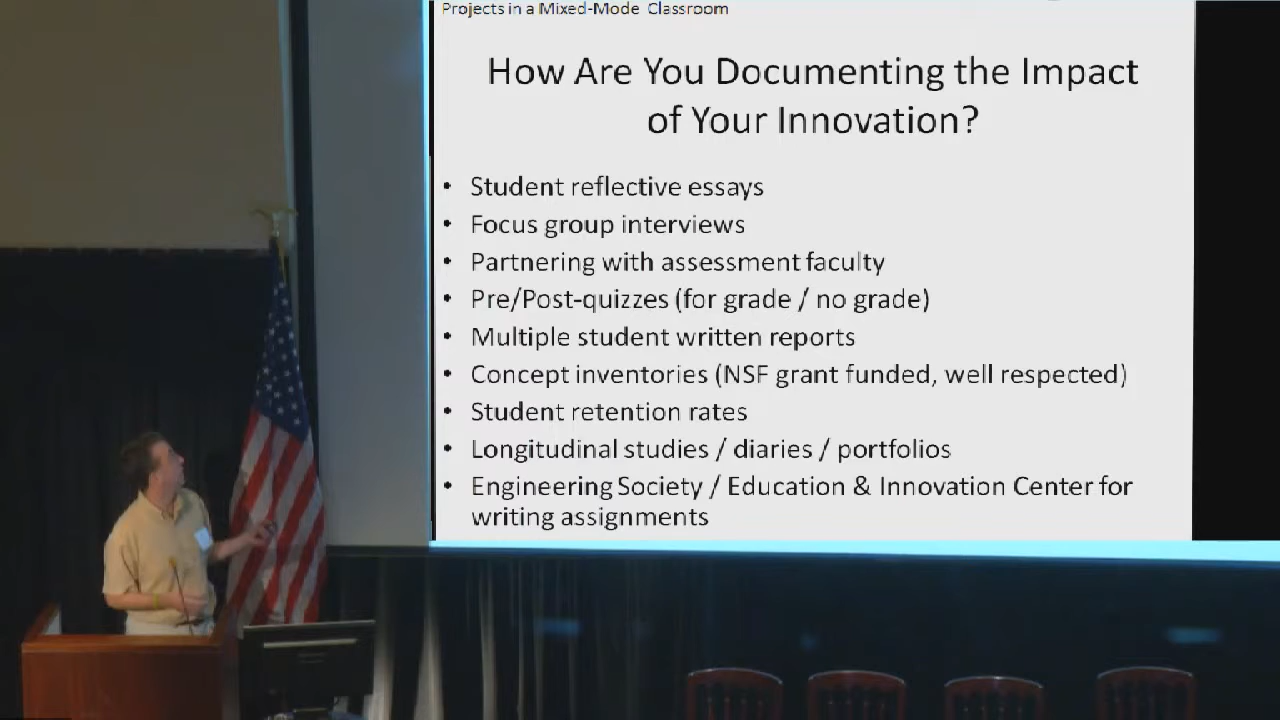 Projects in a Mixed-Mode Classroom
How Are You Documenting the Impact
of Your Innovation?
• Student reflective essays
• Focus group interviews
• Partnering with assessment faculty
• Pre/Post-quizzes (for grade / no grade)
• Multiple student written reports
• Concept inventories (NSF grant funded, well respected)
• Student retention rates
• Longitudinal studies / diaries / portfolios
• Engineering Society / Education & Innovation Center for
writing assignments